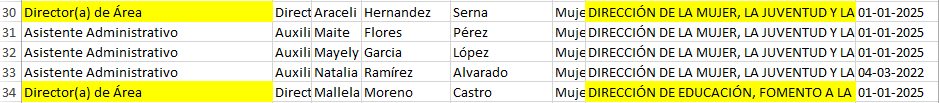 30 Director(a) de Área Direct Araceli Hernandez Serna Muje DIRECCIÓN DE LA MUJER, LA JUVENTUD Y LA 01-01-2025
31 Asistente Administrativo Auxili Maite Flores Pérez Muje DIRECCIÓN DE LA MUJER, LA JUVENTUD Y LA 01-01-2025
32 Asistente Administrativo Auxili Mayely Garcia López Muje DIRECCIÓN DE LA MUJER, LA JUVENTUD Y LA 01-01-2025
33 Asistente Administrativo Auxili Natalia Ramírez Alvarado Muje DIRECCIÓN DE LA MUJER, LA JUVENTUD Y LA 04-03-2022
34 Director(a) de Área Direct Mallela Moreno Castro Muje DIRECCIÓN DE EDUCACIÓN, FOMENTO A LA 01-01-2025